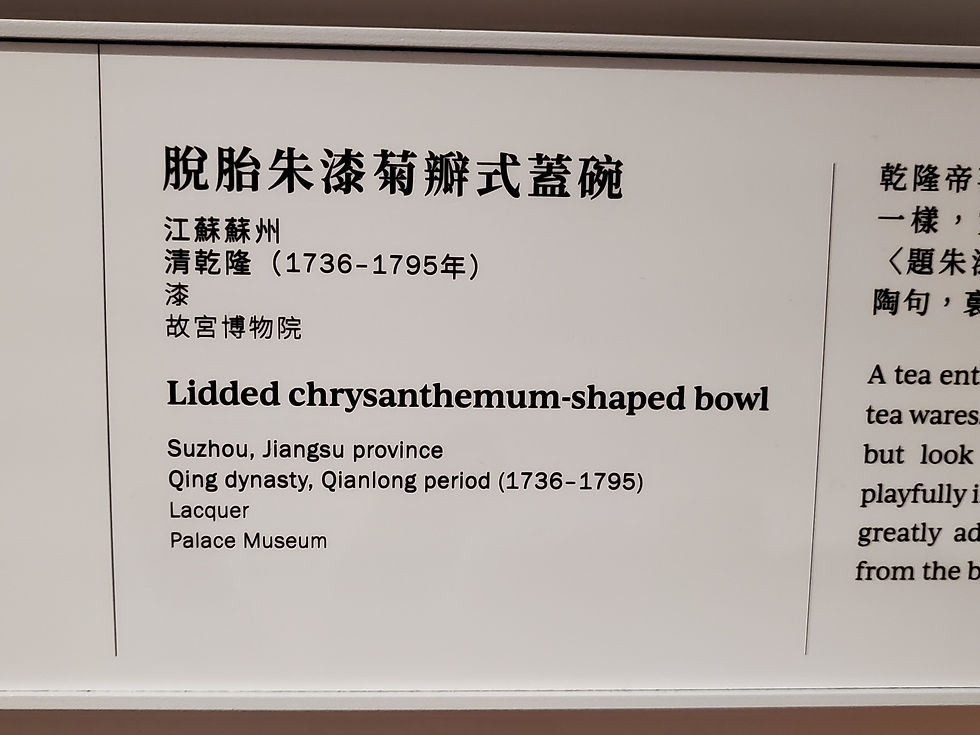 脫胎朱漆菊瓣式蓋碗
江蘇蘇州
清乾隆（1736–1795年）
漆
故宮博物院
Lidded chrysanthemum-shaped bowl
Suzhou, Jiangsu province
Qing dynasty, Qianlong period (1736–1795)
Lacquer
Palace Museum
乾隆帝
一樣，
〈題朱
陶句，
A tea ent
tea wares
but look
playfully i
greatly ad
from the b